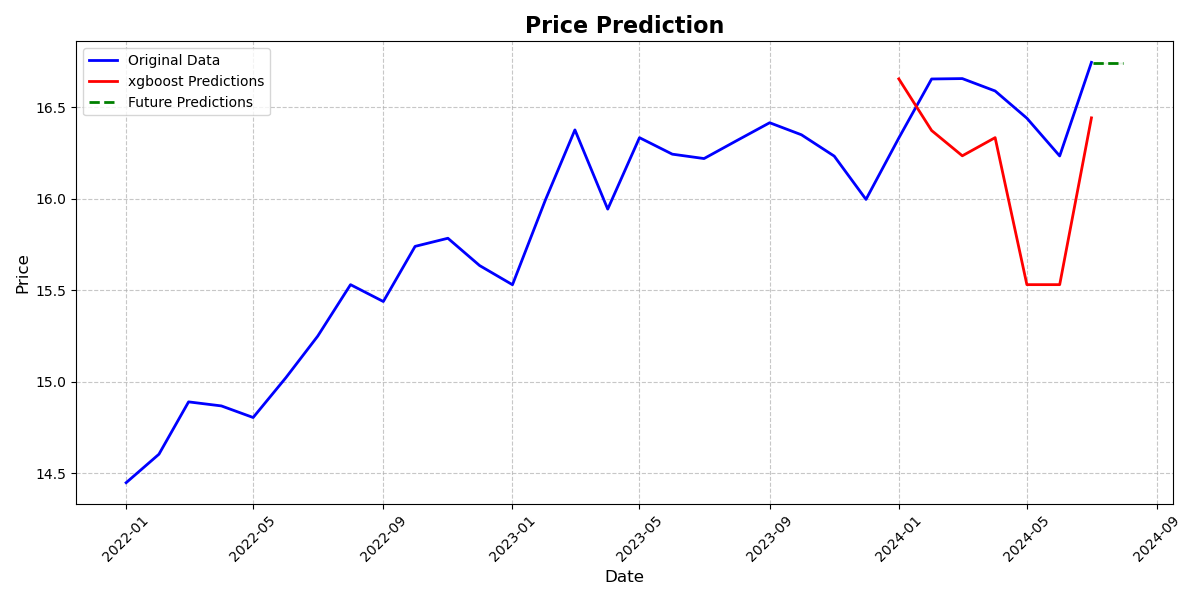 Price Prediction
Original Data
xgboost Predictions
Future Predictions
Price
16.5
16.0
15.5
15.0
14.5
2022-01
2022-05
2022-09
2023-01
2023-05
2023-09
2024-01
2024-05
2024-09
Date